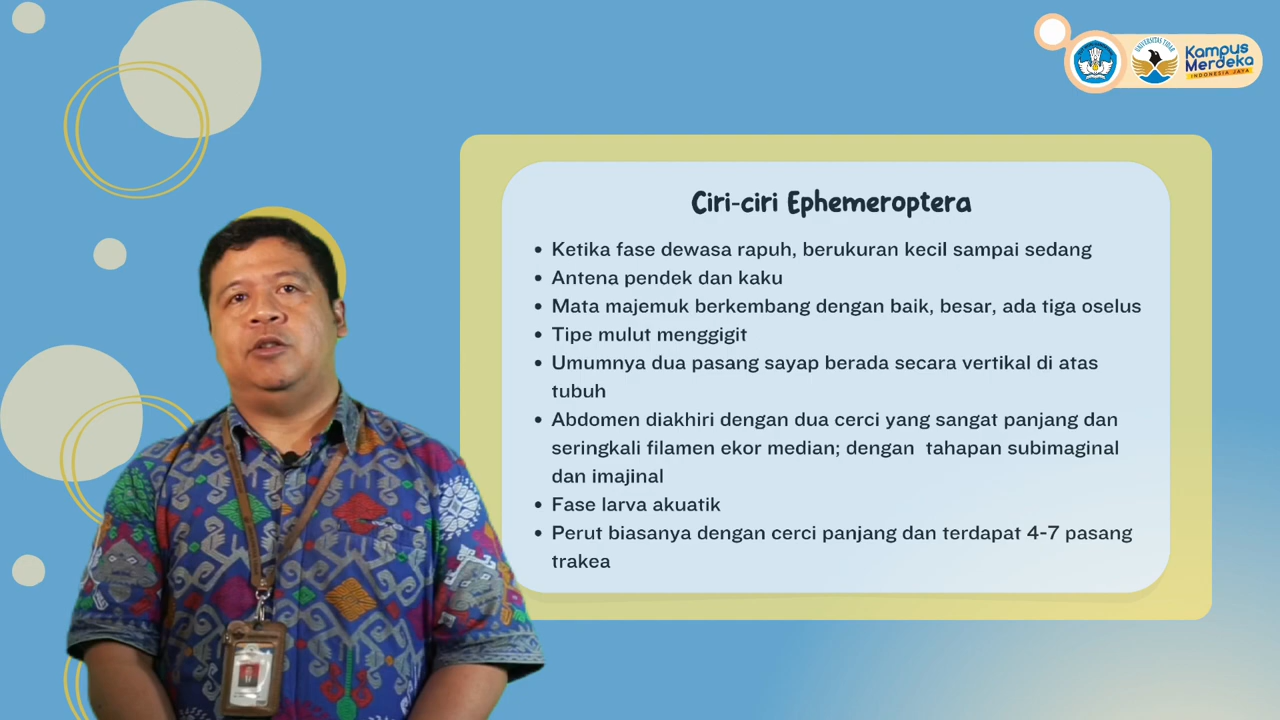 UNIVERSITAS TIDAR
Kampus
Merdeka
INDONESIA JAYA
Ciri-ciri Ephemeroptera
• Ketika fase dewasa rapuh, berukuran kecil sampai sedang
• Antena pendek dan kaku
• Mata majemuk berkembang dengan baik, besar, ada tiga oselus
• Tipe mulut menggigit
• Umumnya dua pasang sayap berada secara vertikal di atas
tubuh
• Abdomen diakhiri dengan dua cerci yang sangat panjang dan
seringkali filamen ekor median; dengan  tahapan subimaginal
dan imajinal
• Fase larva akuatik
• Perut biasanya dengan cerci panjang dan terdapat 4-7 pasang
trakea